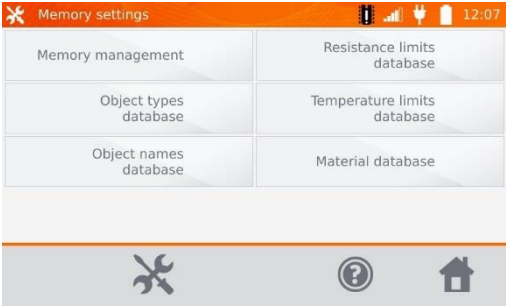 Memory settings
12:07
Memory management
Resistance limits
database
Object types
database
Temperature limits
database
Object names
database
Material database